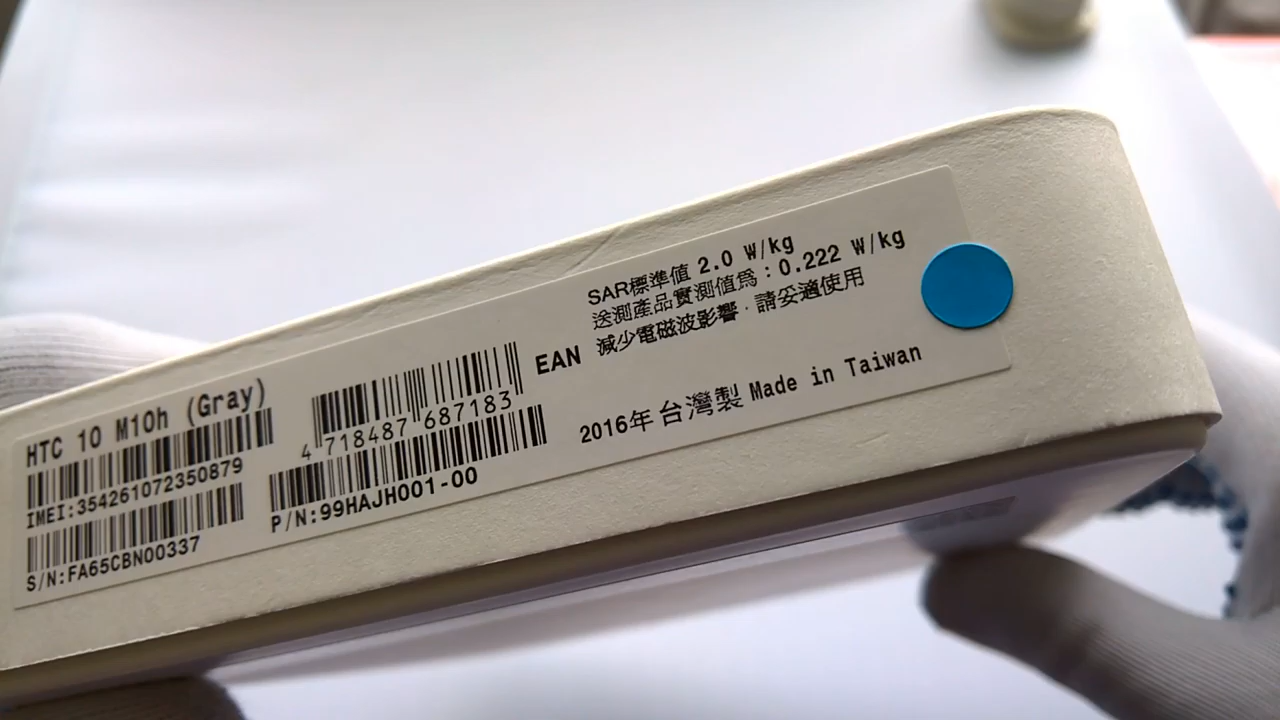 HTC 10 M10h (Gray)
IMEI:354261072350879
S/N:FA65CBN00337
4 718487 687183
EAN
P/N:99HAJH001-00
SAR標準值 2.0 W/kg
送測產品實測值爲：0.222 W/kg
減少電磁波影響，請妥適使用
2016年 台灣製 Made in Taiwan